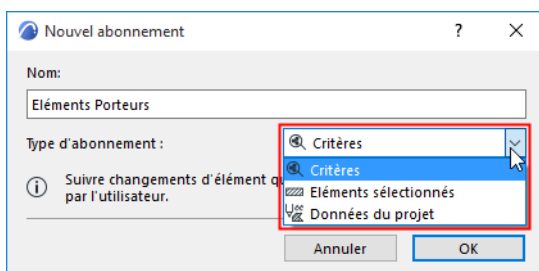 Nouvel abonnement
Nom:
Eléments Porteurs
Type d'abonnement :
Critères
Critères
Eléments sélectionnés
Données du projet
Suivre changements d'élément
par l'utilisateur.
Annuler
OK